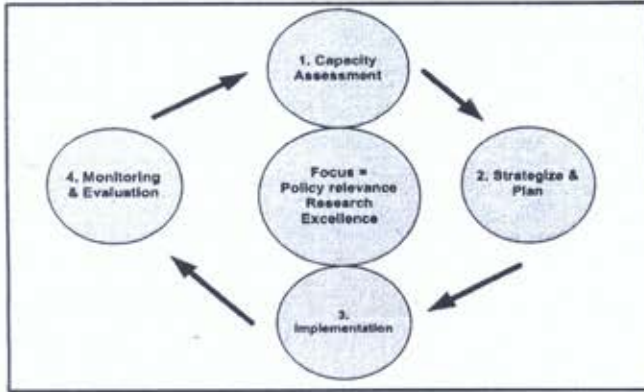 1. Capacity
Assessment
2. Strategize &
Plan
Focus =
Policy relevance
Research
Excellence
4. Monitoring
& Evaluation
3.
Implementation